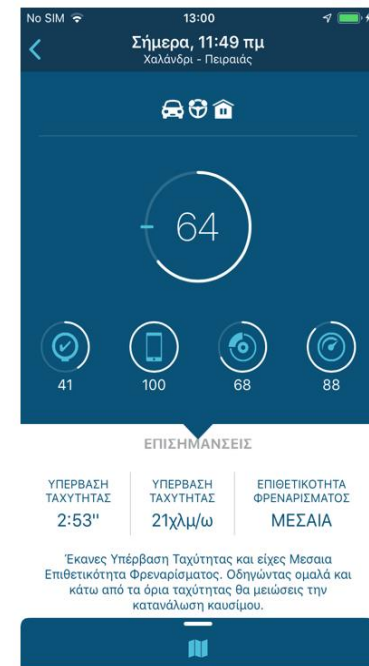 No SIM 13:00
Σήμερα, 11:49 πμ
Χαλάνδρι - Πειραιάς
64
41 100 68 88
ΕΠΙΣΗΜΑΝΣΕΙΣ
ΥΠΕΡΒΑΣΗ ΤΑΧΥΤΗΤΑΣ
2:53''
ΥΠΕΡΒΑΣΗ ΤΑΧΥΤΗΤΑΣ
21χλμ/ω
ΕΠΙΘΕΤΙΚΟΤΗΤΑ ΦΡΕΝΑΡΙΣΜΑΤΟΣ
ΜΕΣΑΙΑ
Έκανες Υπέρβαση Ταχύτητας και είχες Μεσαια
Επιθετικότητα Φρεναρίσματος. Οδηγώντας ομαλά και
κάτω από τα όρια ταχύτητας θα μειώσεις την
κατανάλωση καυσίμου.